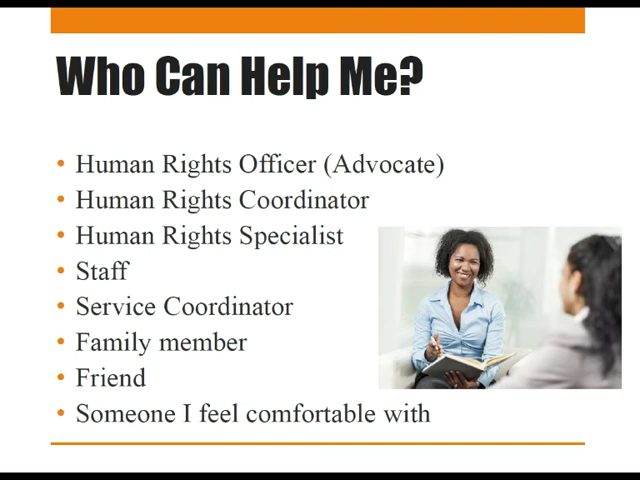 Who Can Help Me?
• Human Rights Officer (Advocate)
• Human Rights Coordinator
• Human Rights Specialist
• Staff
• Service Coordinator
• Family member
• Friend
• Someone I feel comfortable with